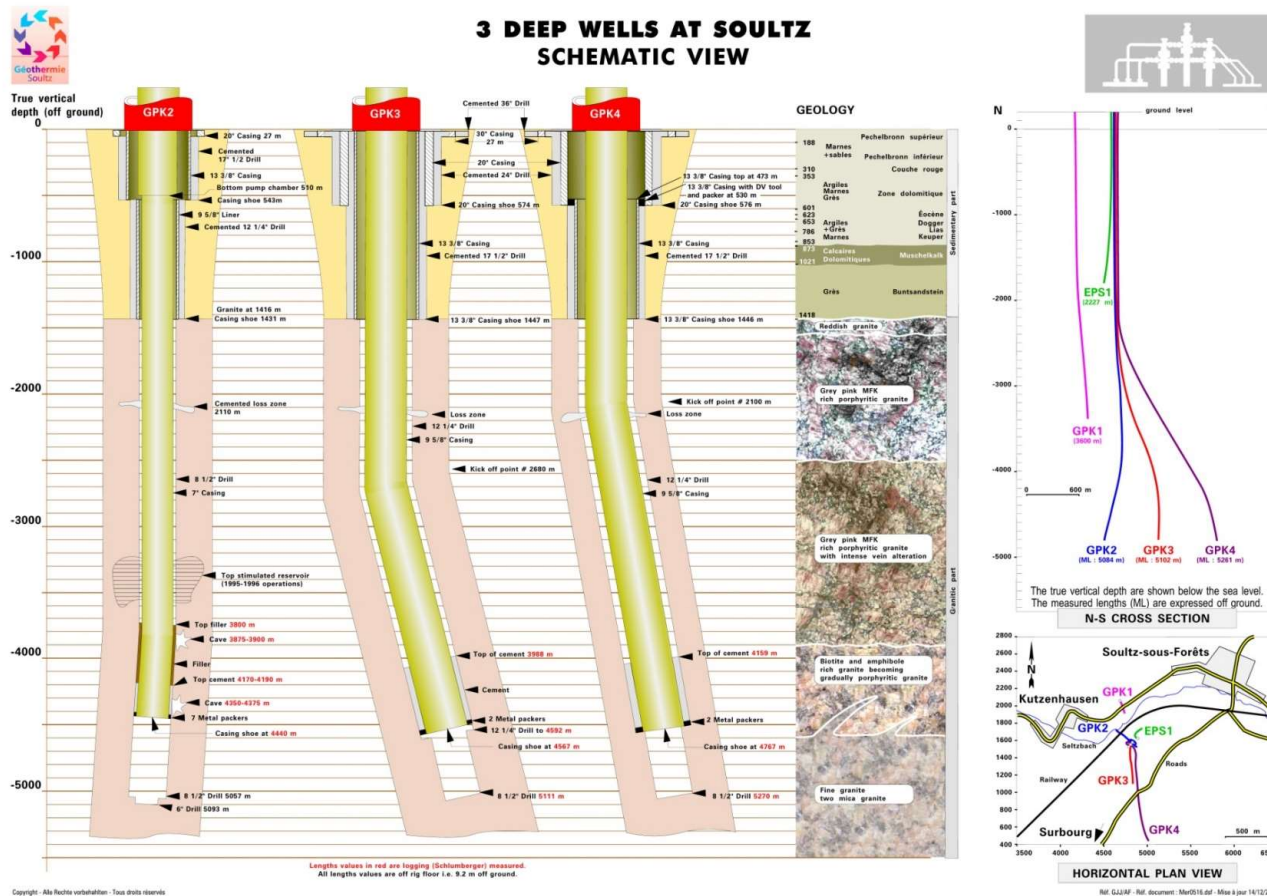 3 DEEP WELLS AT SOULTZ
SCHEMATIC VIEW
Géothermie
Soultz
True vertical
depth (off ground)
GPK2
GPK3
GPK4
0
-1000
-2000
-3000
-4000
-5000
20" Casing 27 m
Cemented
17" 1/2 Drill
13 3/8" Casing
Bottom pump chamber 510 m
Casing shoe 543m
9 5/8" Liner
Cemented 12 1/4" Drill
Granite at 1416 m
Casing shoe 1431 m
Cemented loss zone
2110 m
8 1/2" Drill
7" Casing
Top stimulated reservoir
(1995-1996 operations)
Top filler 3800 m
Cave 3875-3900 m
Filler
Top cement 4170-4190 m
Cave 4350-4375 m
7 Metal packers
Casing shoe at 4440 m
8 1/2" Drill 5057 m
6" Drill 5093 m
Cemented 36" Drill
30" Casing
27 m
20" Casing
Cemented 24" Drill
20" Casing shoe 574 m
13 3/8" Casing
Cemented 17 1/2" Drill
13 3/8" Casing shoe 1447 m
Loss zone
12 1/4" Drill
9 5/8" Casing
Kick off point # 2680 m
Top of cement 3988 m
Cement
2 Metal packers
12 1/4" Drill to 4592 m
Casing shoe at 4567 m
8 1/2" Drill 5111 m
13 3/8" Casing top at 473 m
13 3/8" Casing with DV tool
and packer at 530 m
20" Casing shoe 576 m
13 3/8" Casing
Cemented 17 1/2" Drill
13 3/8" Casing shoe 1446 m
Kick off point # 2100 m
Loss zone
12 1/4" Drill
9 5/8" Casing
Top of cement 4159 m
2 Metal packers
Casing shoe at 4767 m
8 1/2" Drill 5270 m
Lengths values in red are logging (Schlumberger) measured.
All lengths values are off rig floor i.e. 9.2 m off ground.
GEOLOGY
188
310
353
601
623
653
786
853
873
1021
1418
Marnes
+sables
Argiles
Marnes
Grès
Argiles
+Grès
Marnes
Calcaires
Dolomitiques
Grès
Pechelbronn supérieur
Pechelbronn inférieur
Couche rouge
Zone dolomitique
Éocène
Dogger
Lias
Keuper
Muschelkalk
Buntsandstein
Reddish granite
Grey pink MFK
rich porphyritic granite
Grey pink MFK
rich porphyritic granite
with intense vein alteration
Biotite and amphibole
rich granite becoming
gradually porphyritic granite
Fine granite
two mica granite
Sedimentary part
Granitic part
N
ground level
0
-1000
-2000
-3000
-4000
-5000
EPS1
(2227 m)
GPK1
(3600 m)
0 600 m
GPK2
(ML : 5084 m)
GPK3
(ML : 5102 m)
GPK4
(ML : 5261 m)
The true vertical depth are shown below the sea level.
The measured lengths (ML) are expressed off ground.
N-S CROSS SECTION
2800
2600
2400
2200
2000
1800
1600
1400
1200
1000
800
600
400
N
Soultz-sous-Forêts
Kutzenhausen
GPK1
GPK2
EPS1
Seltzbach
Roads
Railway
GPK3
Surbourg
GPK4
500 m
3500 4000 4500 5000 5500 6000
HORIZONTAL PLAN VIEW
Copyright - Alle Rechte vorbehalten - Tous droits réservés
Réf. GJJ/AF - Réf. document : Mer0516.dsf - Mise à jour 14/12/2